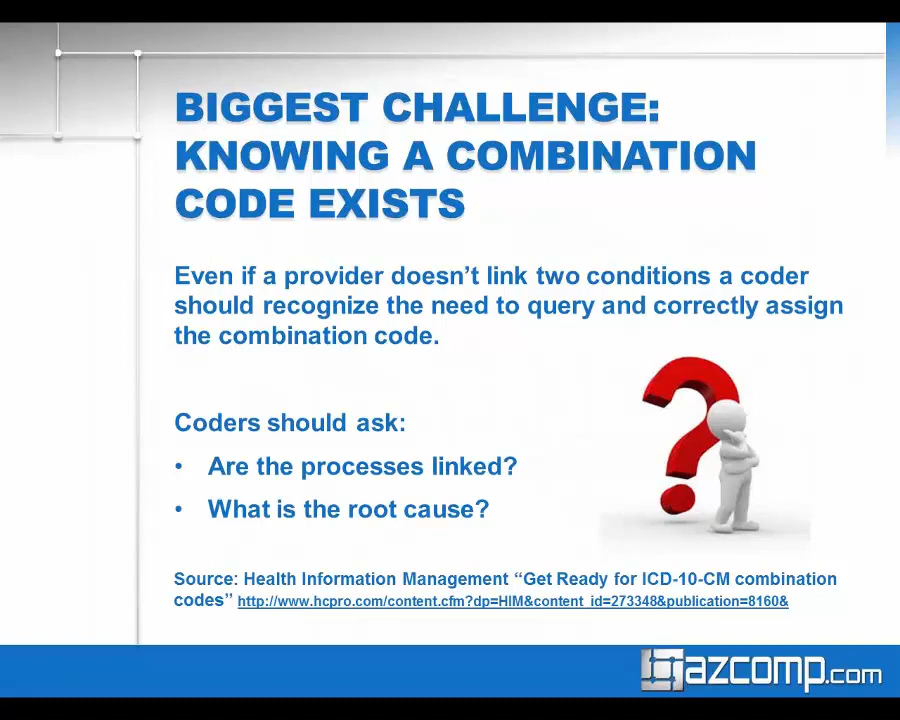 BIGGEST CHALLENGE:
KNOWING A COMBINATION
CODE EXISTS
Even if a provider doesn’t link two conditions a coder
should recognize the need to query and correctly assign
the combination code.
Coders should ask:
• Are the processes linked?
• What is the root cause?
Source: Health Information Management “Get Ready for ICD-10-CM combination
codes” http://www.hcpro.com/content.cfm?dp=HIM&content_id=273348&publication=8160&
azcomp.com